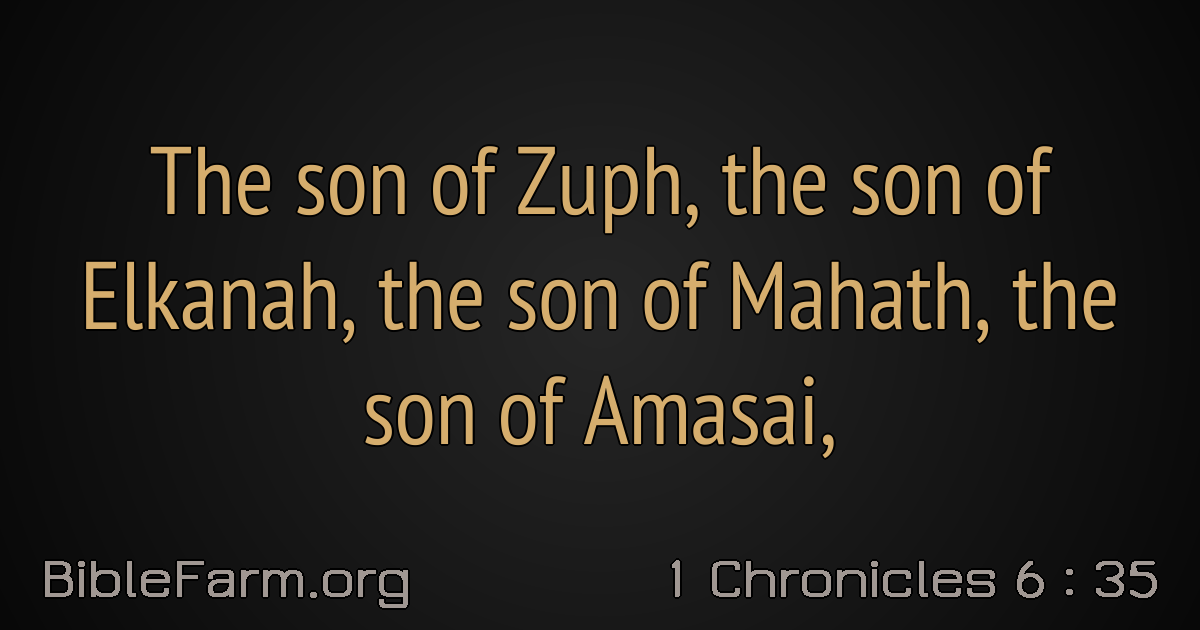 The son of Zuph, the son of
Elkanah, the son of Mahath, the
son of Amasai,
BibleFarm.org
1 Chronicles 6 : 35